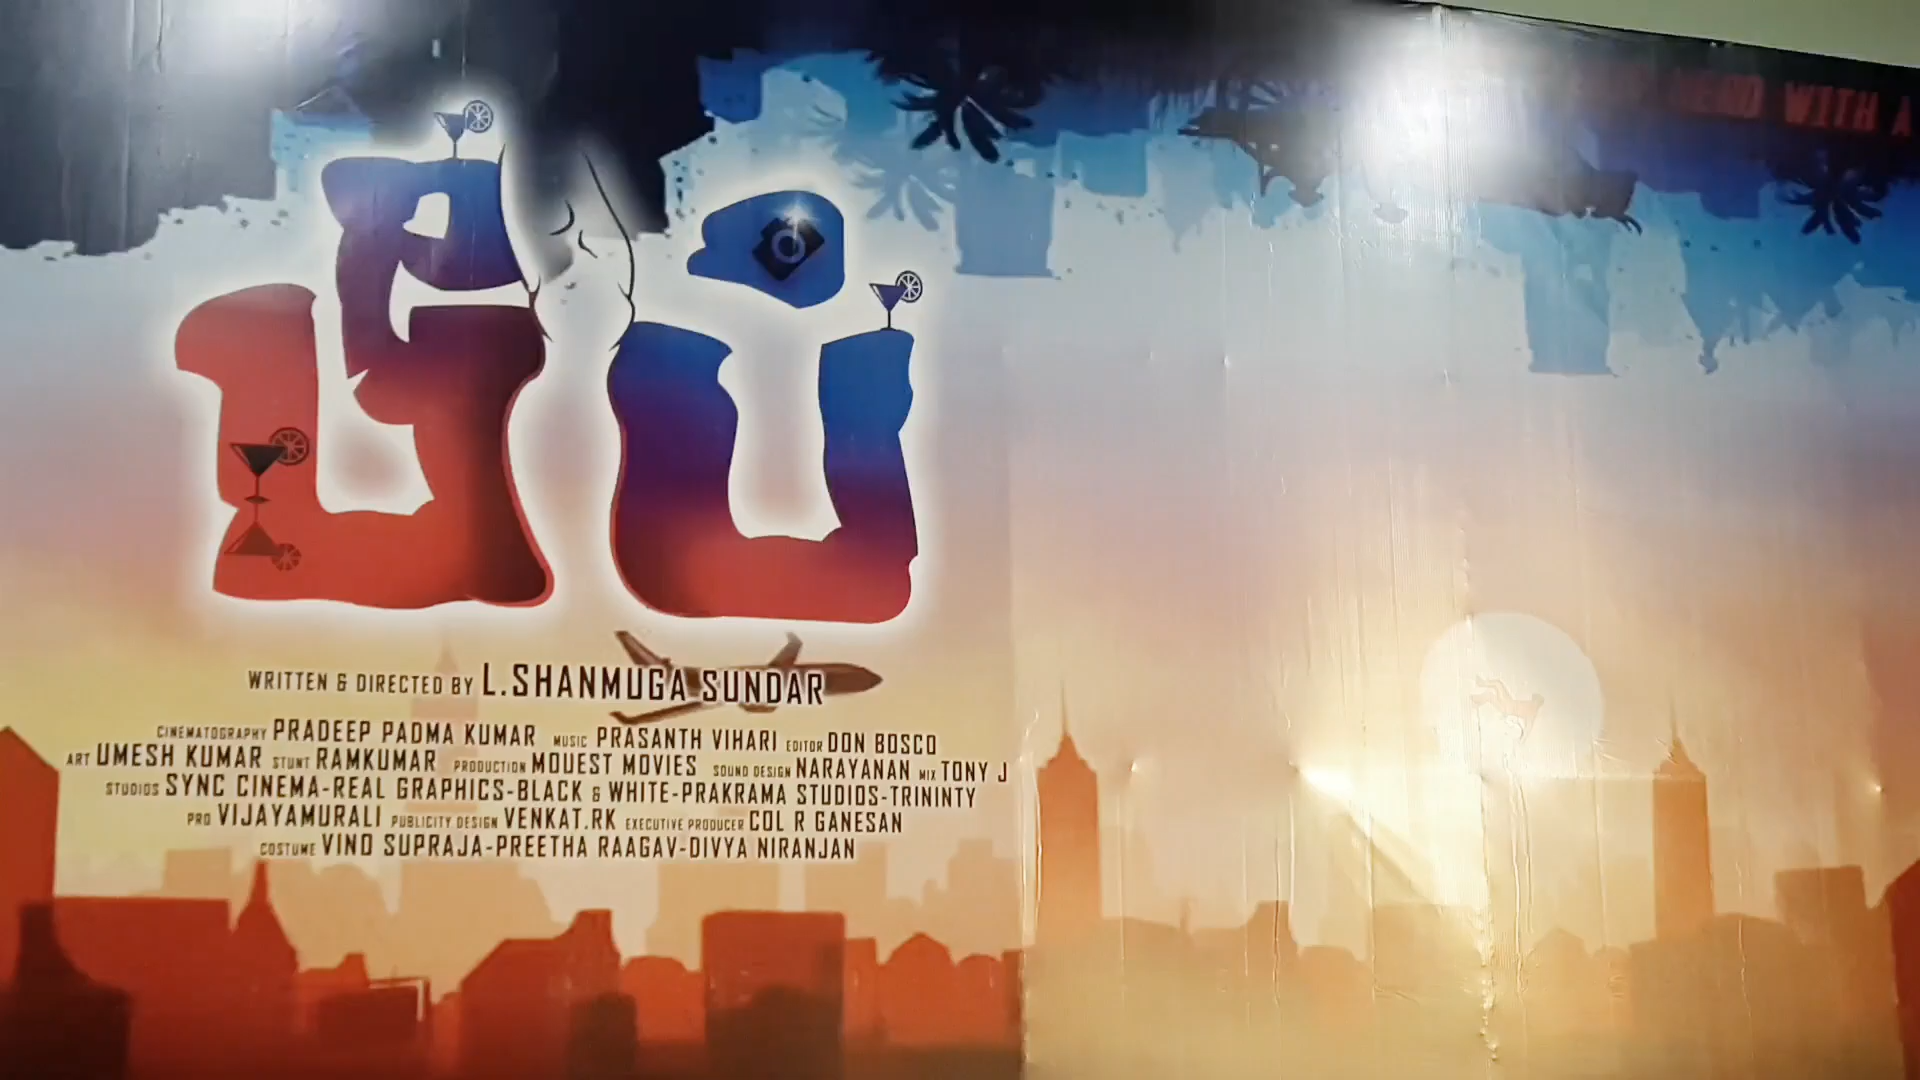 WITH A
WRITTEN & DIRECTED BY L.SHANMUGA SUNDAR
CINEMATOGRAPHY PRADEEP PADMA KUMAR MUSIC PRASANTH VIHARI EDITOR DON BOSCO
ART UMESH KUMAR STUNT RAMKUMAR PRODUCTION MOUEST MOVIES SOUND DESIGN NARAYANAN MIX TONY J
STUDIOS SYNC CINEMA-REAL GRAPHICS-BLACK & WHITE-PRAKRAMA STUDIOS-TRININTY
PRO VIJAYAMURALI PUBLICITY DESIGN VENKAT.RK EXECUTIVE PRODUCER COL R GANESAN
COSTUME VINO SUPRAJA-PREETHA RAAGAV-DIVYA NIRANJAN